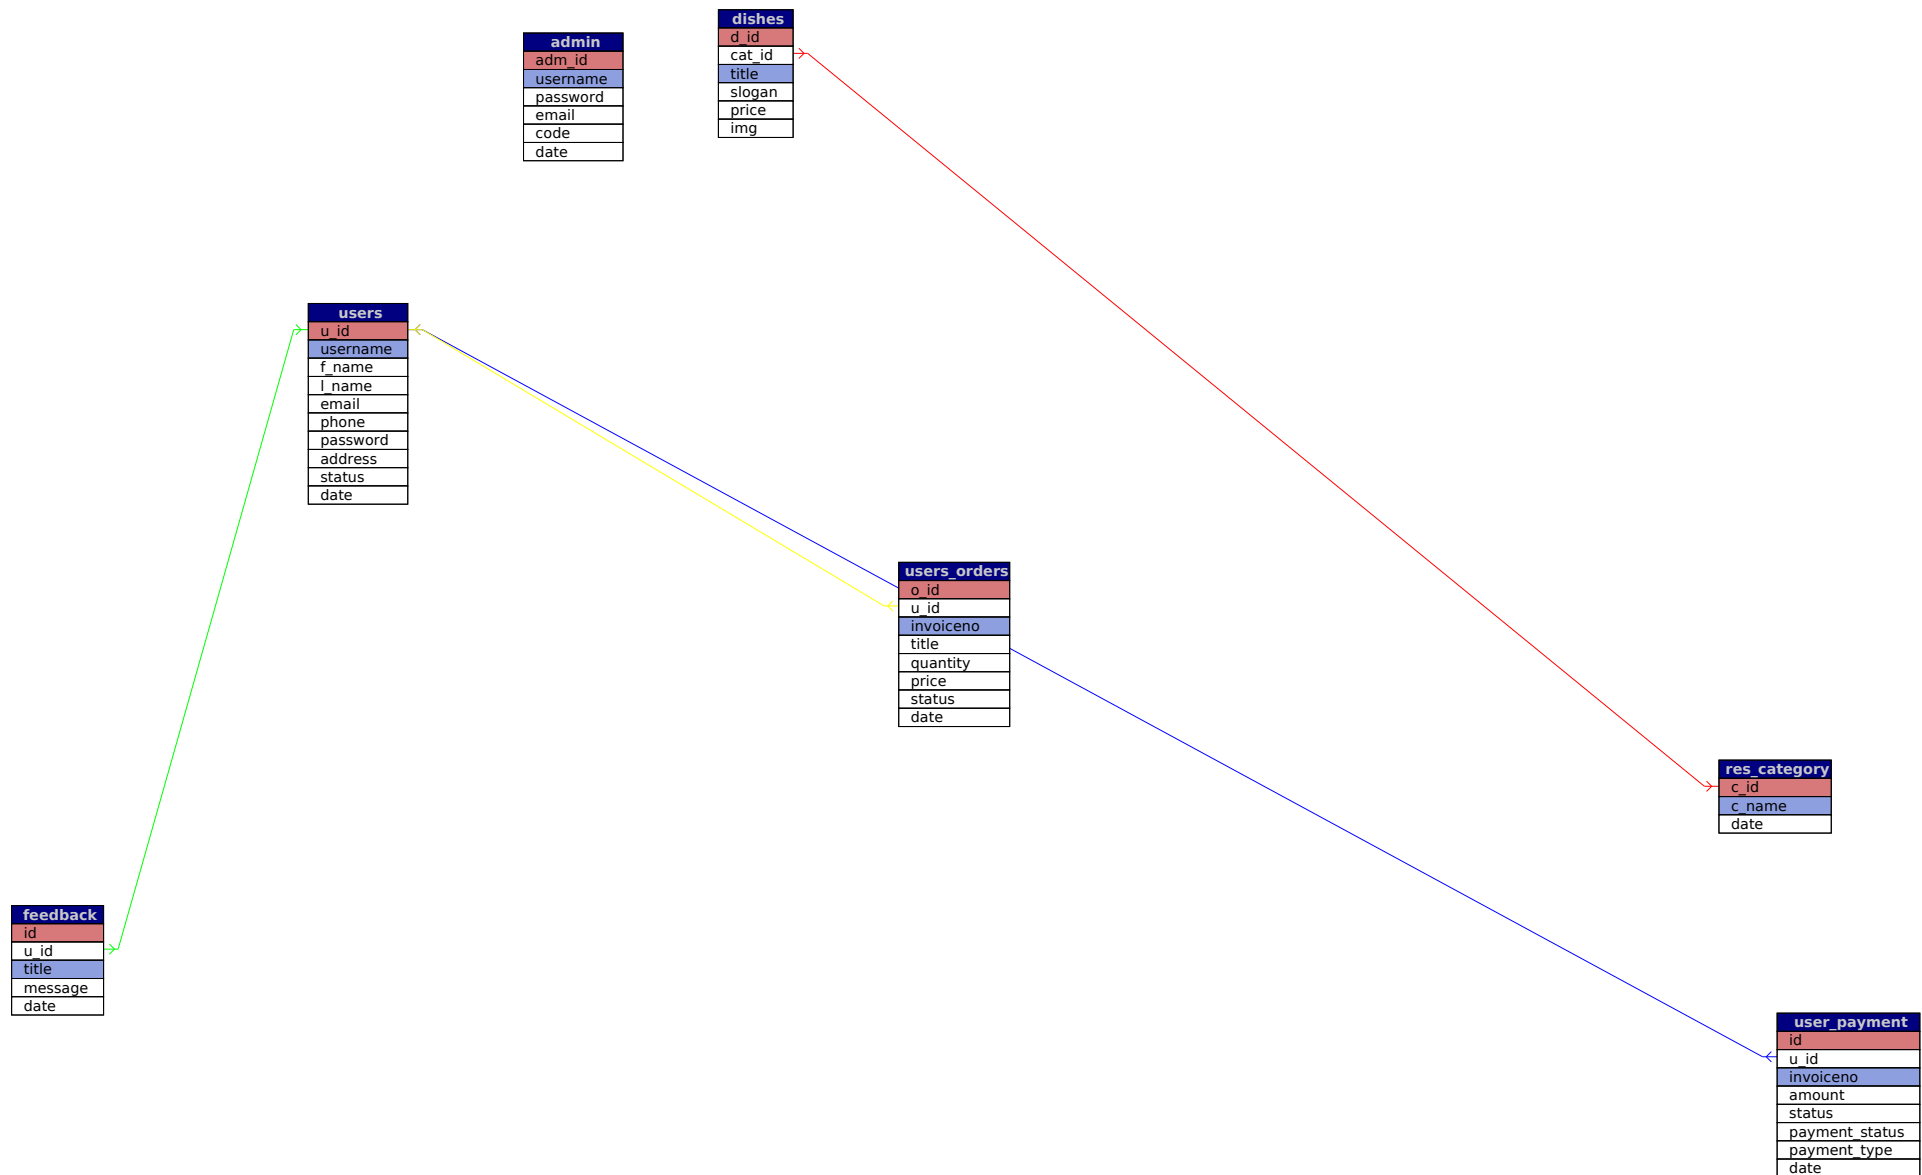 dishes
d_id
cat_id
title
slogan
price
img
admin
adm_id
username
password
email
code
date
users
u_id
username
f_name
l_name
email
phone
password
address
status
date
users_orders
o_id
u_id
invoiceno
title
quantity
price
status
date
res_category
c_id
c_name
date
feedback
id
u_id
title
message
date
user_payment
id
u_id
invoiceno
amount
status
payment_status
payment_type
date